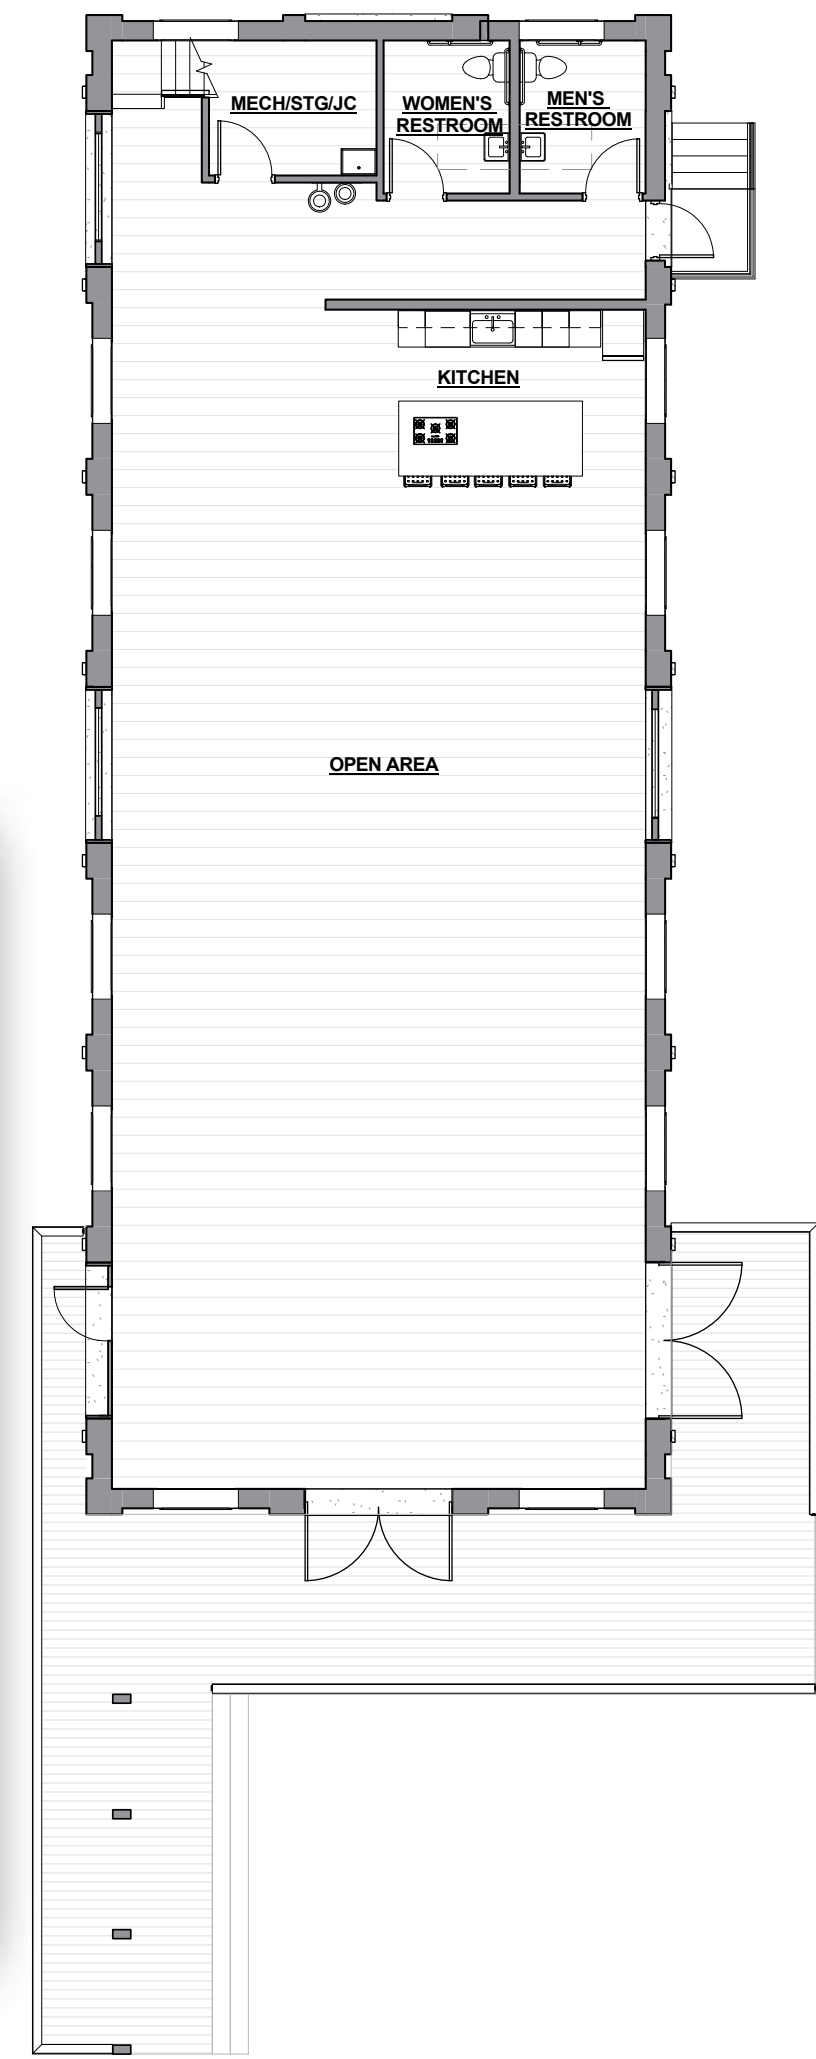 MECH/STG/JC
WOMEN'S
RESTROOM
MEN'S
RESTROOM
KITCHEN
OPEN AREA